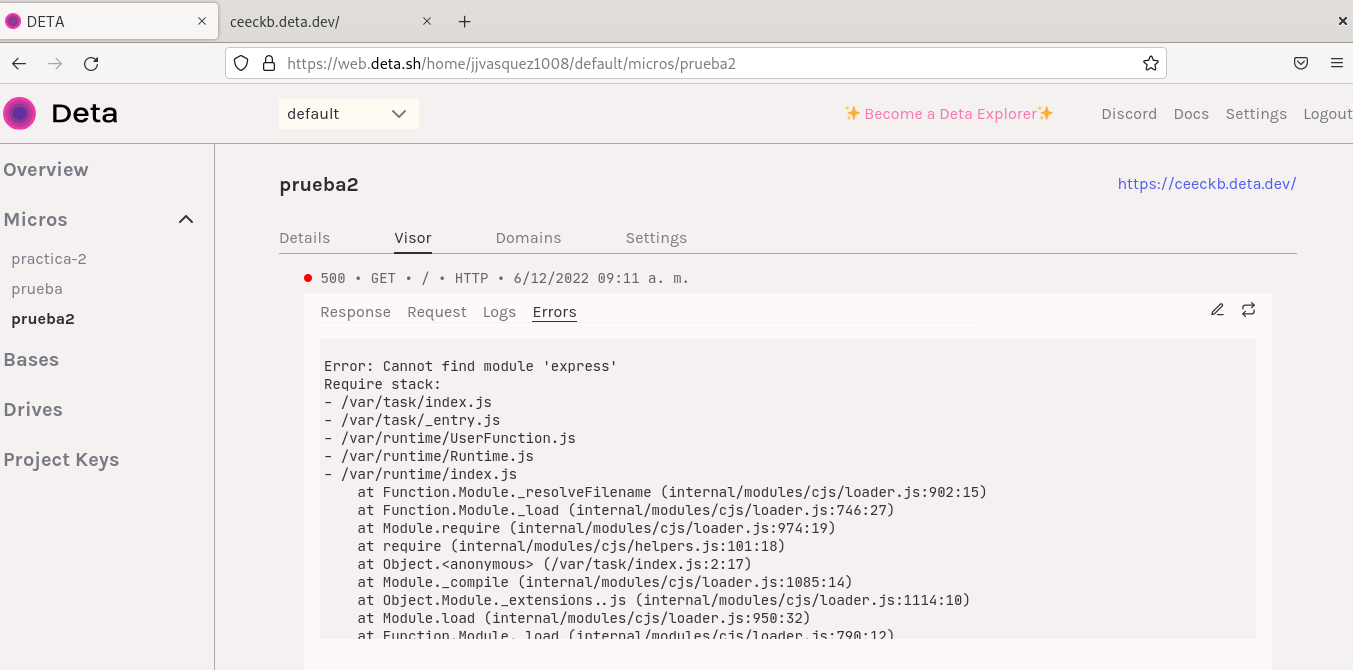 DETA
ceeckb.deta.dev/
https://web.deta.sh/home/jjvasquez1008/default/micros/prueba2
Deta
default
✨ Become a Deta Explorer✨
Discord
Docs
Settings
Logout
Overview
Micros
practica-2
prueba
prueba2
Bases
Drives
Project Keys
prueba2
https://ceeckb.deta.dev/
Details
Visor
Domains
Settings
500 • GET • / • HTTP • 6/12/2022 09:11 a. m.
Response
Request
Logs
Errors
Error: Cannot find module 'express'
Require stack:
- /var/task/index.js
- /var/task/_entry.js
- /var/runtime/UserFunction.js
- /var/runtime/Runtime.js
- /var/runtime/index.js
at Function.Module._resolveFilename (internal/modules/cjs/loader.js:902:15)
at Function.Module._load (internal/modules/cjs/loader.js:746:27)
at Module.require (internal/modules/cjs/loader.js:974:19)
at require (internal/modules/cjs/helpers.js:101:18)
at Object.<anonymous> (/var/task/index.js:2:17)
at Module._compile (internal/modules/cjs/loader.js:1085:14)
at Object.Module._extensions..js (internal/modules/cjs/loader.js:1114:10)
at Module.load (internal/modules/cjs/loader.js:950:32)
at Function.Module._load (internal/modules/cjs/loader.js:790:12)